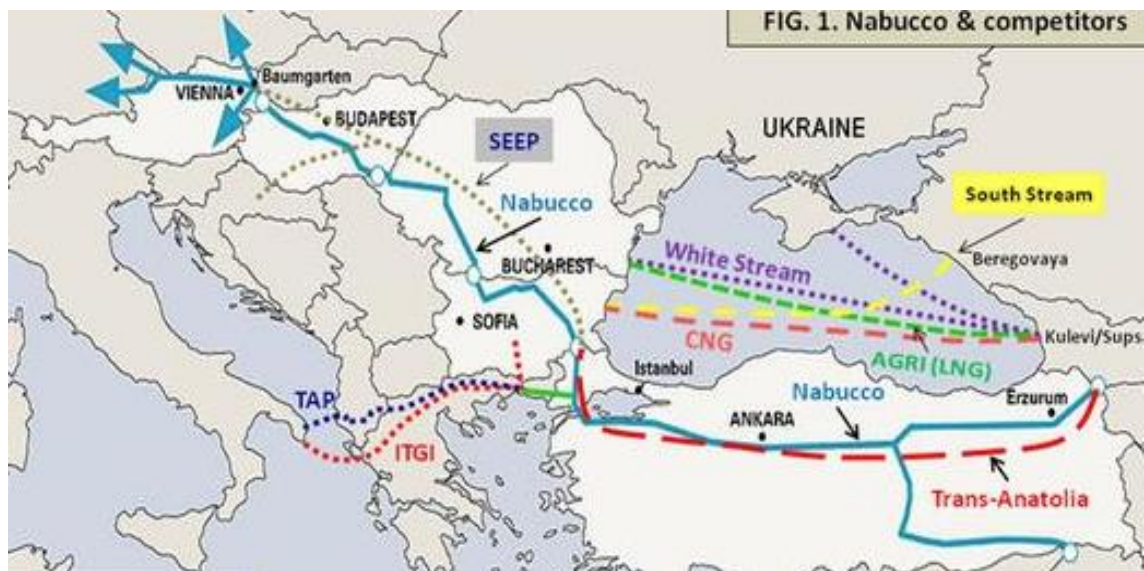 FIG. 1. Nabucco & competitors
Baumgarten
VIENNA
BUDAPEST
UKRAINE
SEEP
South Stream
Nabucco
White Stream
Beregovaya
BUCHAREST
SOFIA
CNG
AGRI (LNG)
Kulevi/Sups
Istanbul
TAP
Nabucco
Erzurum
ANKARA
ITGI
Trans-Anatolia